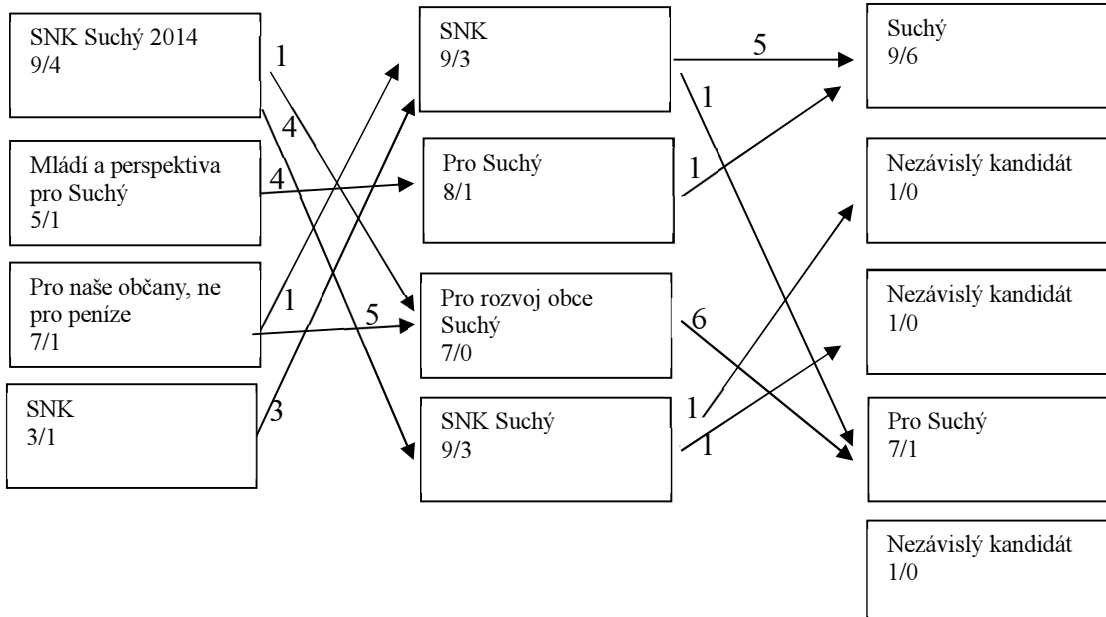 SNK Suchý 2014
9/4
1
4
Mládí a perspektiva
pro Suchý
5/1
4
Pro naše občany, ne
pro peníze
7/1
1
5
SNK
3/1
3
SNK
9/3
5
1
Pro Suchý
8/1
1
Pro rozvoj obce
Suchý
7/0
6
SNK Suchý
9/3
1
1
Suchý
9/6
Nezávislý kandidát
1/0
Nezávislý kandidát
1/0
Pro Suchý
7/1
Nezávislý kandidát
1/0